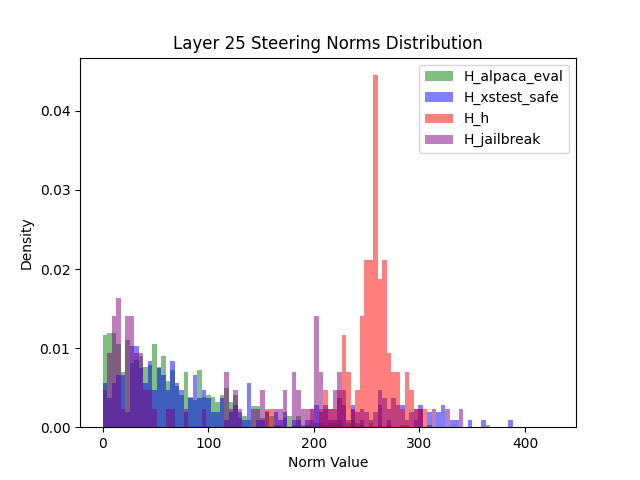 Layer 25 Steering Norms Distribution
H_alpaca_eval
H_xstest_safe
H_h
H_jailbreak
Density
0.04
0.03
0.02
0.01
0.00
0 100 200 300 400
Norm Value